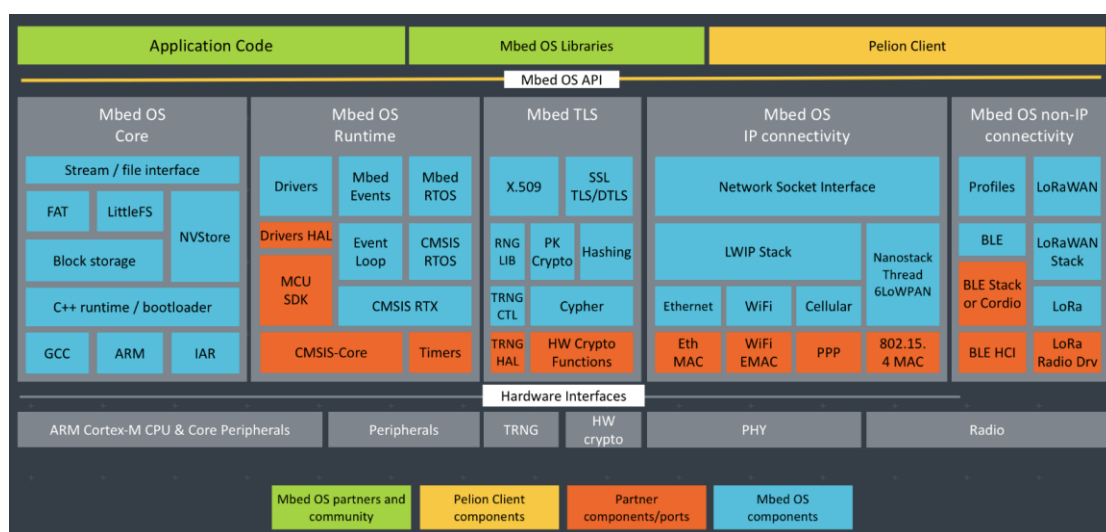 Application Code
Mbed OS Libraries
Pelion Client
Mbed OS API
Mbed OS
Core
Stream / file interface
FAT
LittleFS
NVStore
Block storage
C++ runtime / bootloader
GCC
ARM
IAR
Mbed OS
Runtime
Drivers
Mbed
Events
Mbed
RTOS
Drivers HAL
Event
Loop
CMSIS
RTOS
MCU
SDK
CMSIS RTX
CMSIS-Core
Timers
Mbed TLS
X.509
SSL
TLS/DTLS
RNG
LIB
PK
Crypto
Hashing
TRNG
CTL
Cypher
TRNG
HAL
HW Crypto
Functions
Mbed OS
IP connectivity
Network Socket Interface
LWIP Stack
Nanostack
Thread
6LoWPAN
Ethernet
WiFi
Cellular
Eth
MAC
WiFi
EMAC
PPP
802.15.
4 MAC
Mbed OS non-IP
connectivity
Profiles
LoRaWAN
BLE
LoRaWAN
Stack
BLE Stack
or Cordio
LoRa
BLE HCI
LoRa
Radio Drv
Hardware Interfaces
ARM Cortex-M CPU & Core Peripherals
Peripherals
TRNG
HW
crypto
PHY
Radio
Mbed OS partners and
community
Pelion Client
components
Partner
components/ports
Mbed OS
components